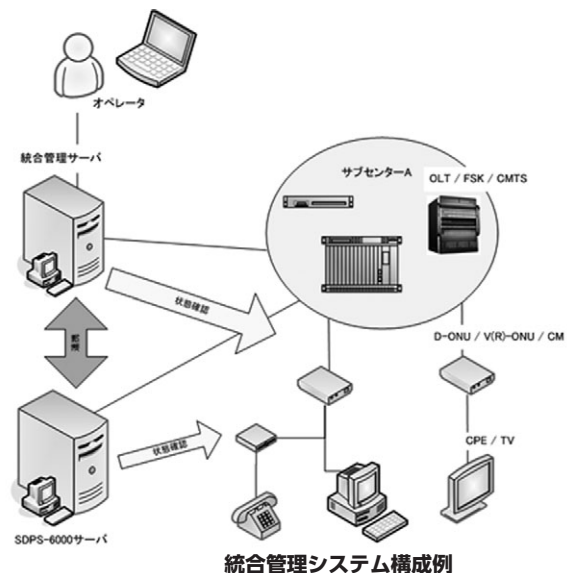 オペレータ
統合管理サーバ
サブセンターA
OLT / FSK / CMTS
状態確認
D-ONU / V(R)-ONU / CM
状態確認
CPE / TV
SDPS-6000サーバ
統合管理システム構成例